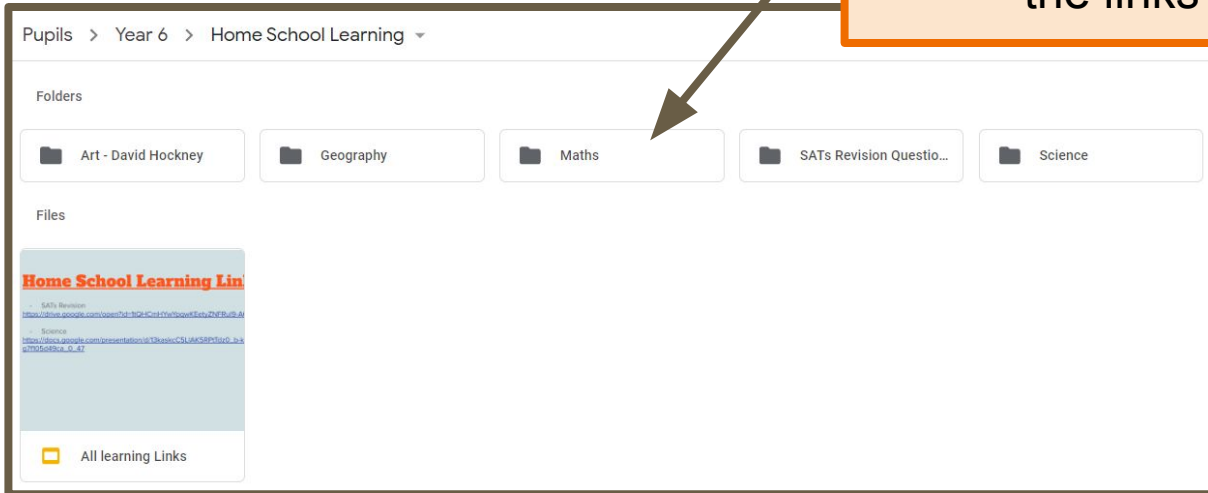 the links
Pupils > Year 6 > Home School Learning
Folders
Art - David Hockney
Geography
Maths
SATs Revision Questio...
Science
Files
Home School Learning Lin
- SATs Revision
- Science
All learning Links